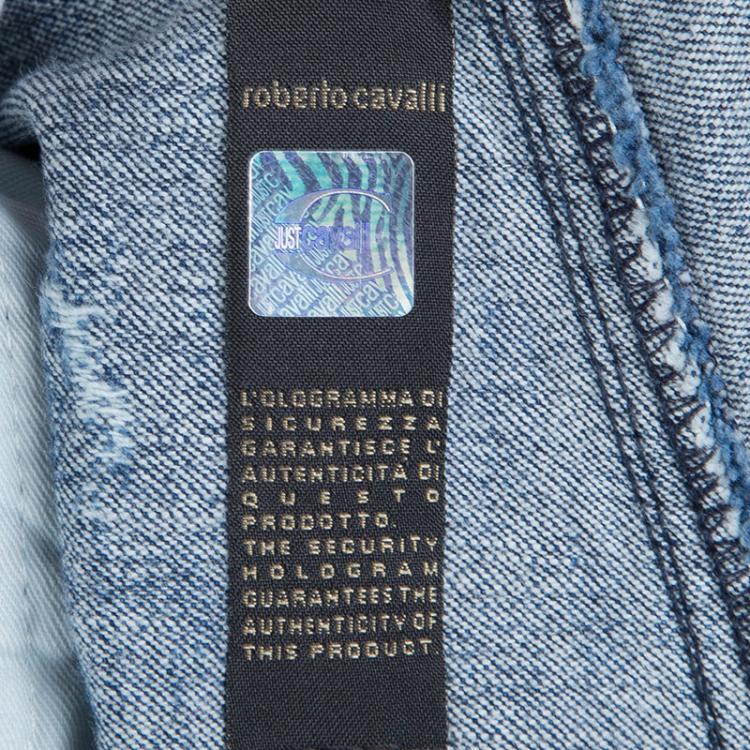 roberto cavalli
JUST cavalli
L'OLOGRAMMA DI
SICUREZZA
GARANTISCE L'
AUTENTICITÀ DI
QUESTO
PRODOTTO.
THE SECURITY
HOLOGRAM
GUARANTEES THE
AUTHENTICITY OF
THIS PRODUCT.